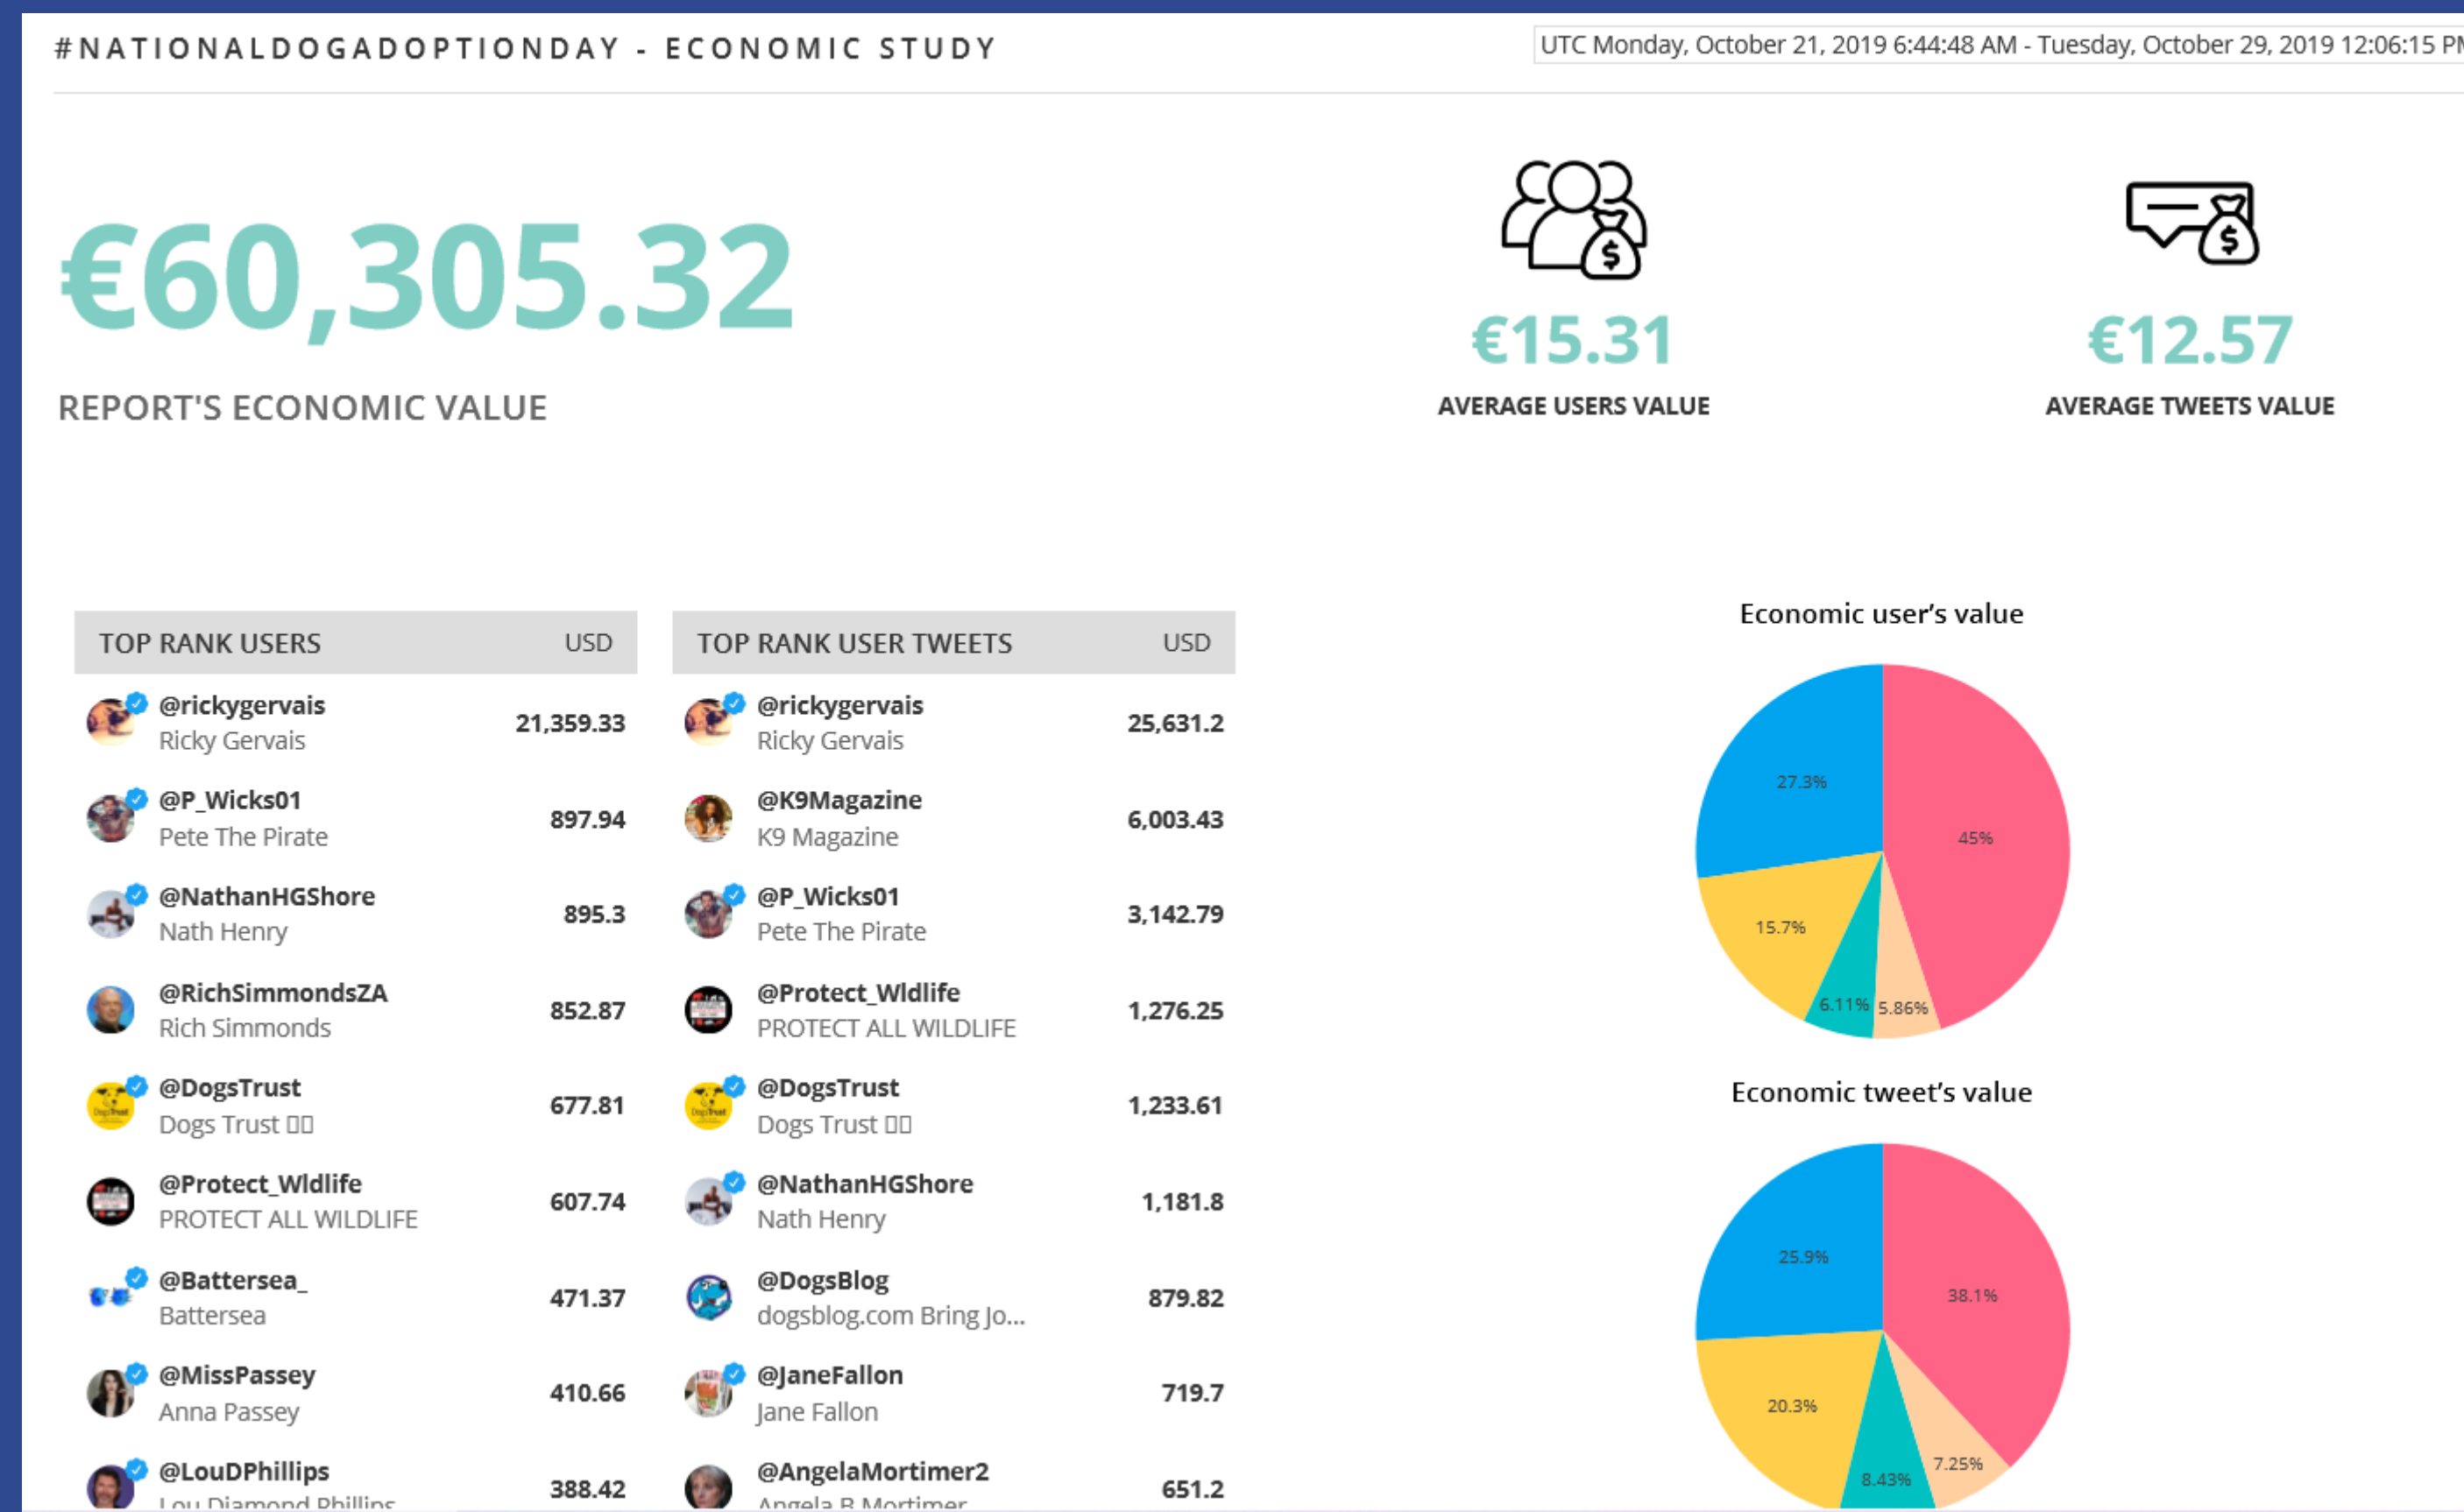 #NATIONALDOGADOPTIONDAY - ECONOMIC STUDY
UTC Monday, October 21, 2019 6:44:48 AM - Tuesday, October 29, 2019 12:06:15 PM
€60,305.32
REPORT'S ECONOMIC VALUE
€15.31
AVERAGE USERS VALUE
€12.57
AVERAGE TWEETS VALUE
TOP RANK USERS USD
@rickygervais
Ricky Gervais
21,359.33
@P_Wicks01
Pete The Pirate
897.94
@NathanHGShore
Nath Henry
895.3
@RichSimmondsZA
Rich Simmonds
852.87
@DogsTrust
Dogs Trust
677.81
@Protect_Wldlife
PROTECT ALL WILDLIFE
607.74
@Battersea_
Battersea
471.37
@MissPassey
Anna Passey
410.66
@LouDPhillips
Lou Diamond Phillips
388.42
TOP RANK USER TWEETS USD
@rickygervais
Ricky Gervais
25,631.2
@K9Magazine
K9 Magazine
6,003.43
@P_Wicks01
Pete The Pirate
3,142.79
@Protect_Wldlife
PROTECT ALL WILDLIFE
1,276.25
@DogsTrust
Dogs Trust
1,233.61
@NathanHGShore
Nath Henry
1,181.8
@DogsBlog
dogsblog.com Bring Jo...
879.82
@JaneFallon
Jane Fallon
719.7
@AngelaMortimer2
Angela B Mortimer
651.2
Economic user's value
27.3%
45%
15.7%
6.11%
5.86%
Economic tweet's value
25.9%
38.1%
20.3%
7.25%
8.43%